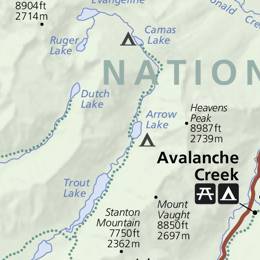 8904ft
2714m
Evangeline
Camas
Lake
Ruger
Lake
NATION
Dutch
Lake
Arrow
Lake
Heavens
Peak
8987ft
2739m
Avalanche
Creek
Trout
Lake
Mount
Vaught
8850ft
2697m
Stanton
Mountain
7750ft
2362m